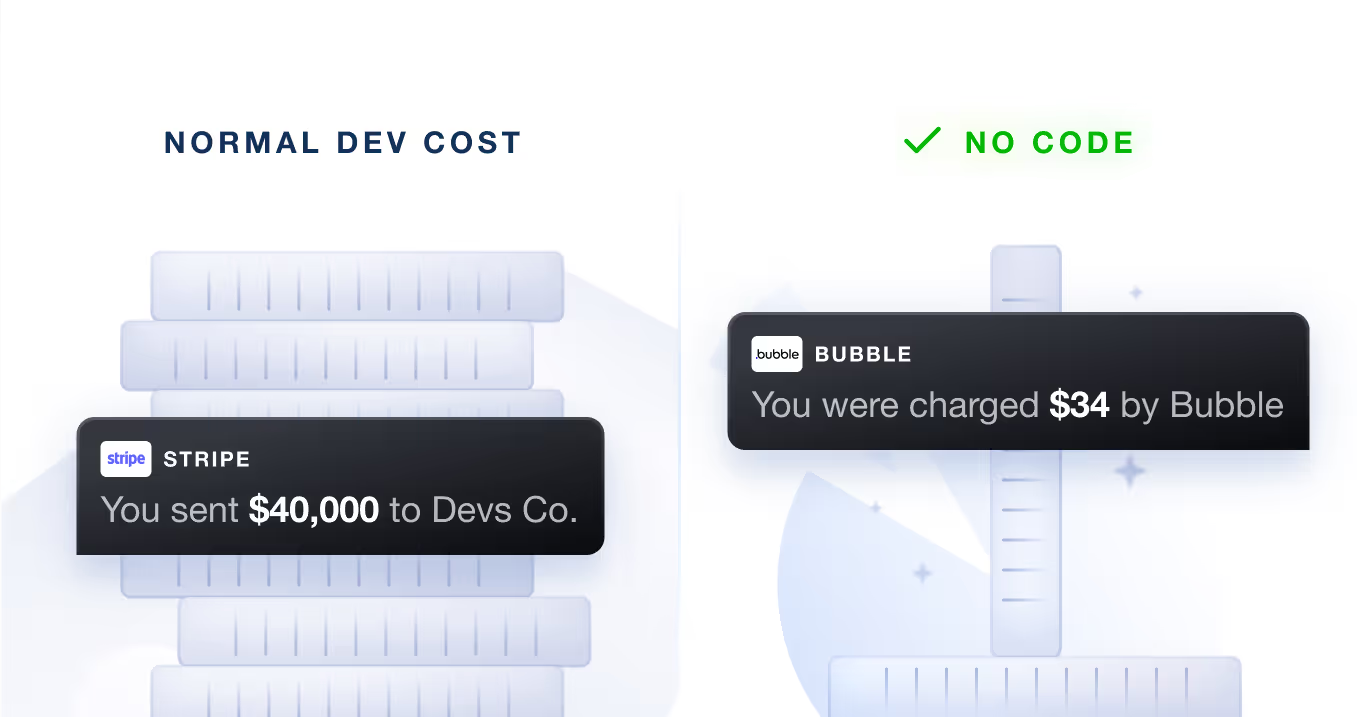 NORMAL DEV COST
stripe STRIPE
You sent $40,000 to Devs Co.
NO CODE
.bubble BUBBLE
You were charged $34 by Bubble